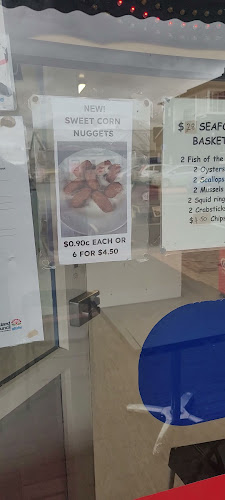 NEW!
SWEET CORN
NUGGETS
$0.90c EACH OR
6 FOR $4.50
$28 SEAFO
BASKET
2 Fish of the
2 Oysters
2 Scallops
2 Mussels
2 Squid ring
2 Crabsticks
Chips